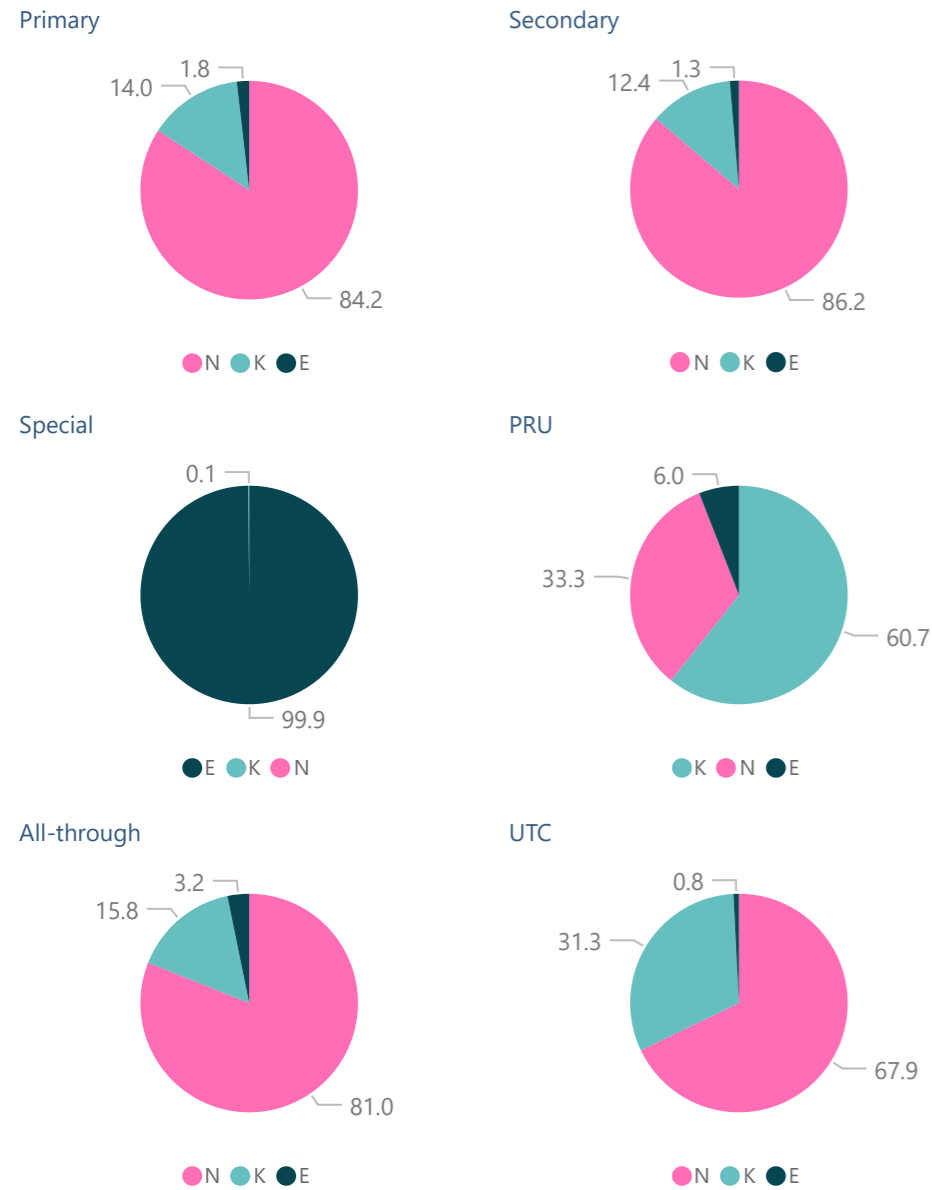 Primary
1.8
14.0
84.2
N K E
Secondary
1.3
12.4
86.2
N K E
Special
0.1
99.9
E K N
PRU
6.0
33.3
60.7
K N E
All-through
3.2
15.8
81.0
N K E
UTC
0.8
31.3
67.9
N K E